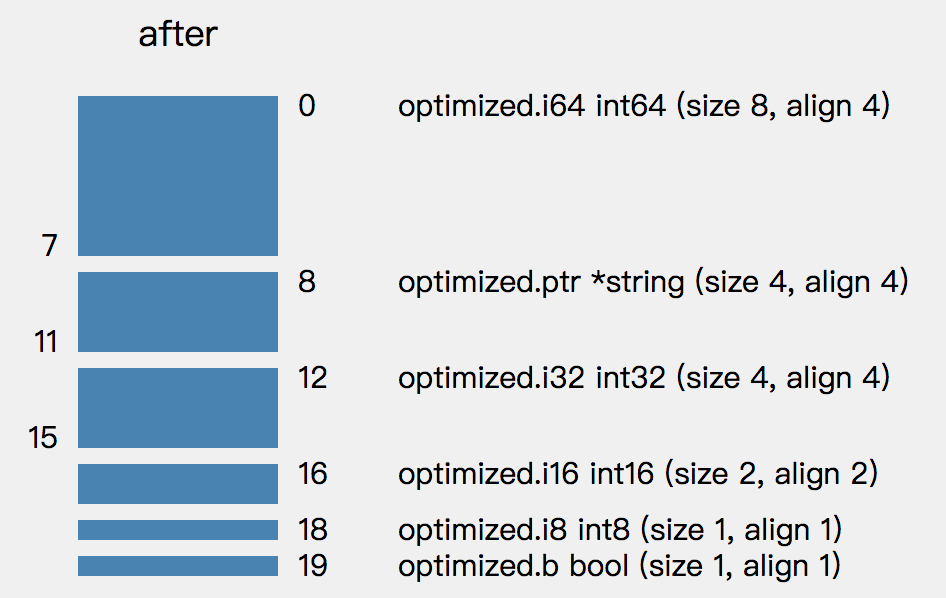 after
0 optimized.i64 int64 (size 8, align 4)
7
8 optimized.ptr *string (size 4, align 4)
11
12 optimized.i32 int32 (size 4, align 4)
15
16 optimized.i16 int16 (size 2, align 2)
18 optimized.i8 int8 (size 1, align 1)
19 optimized.b bool (size 1, align 1)